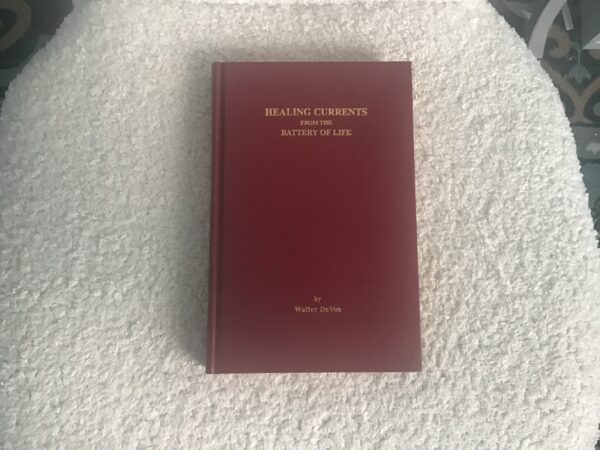 HEALING CURRENTS
FROM THE
BATTERY OF LIFE
by
Walter DeVoe